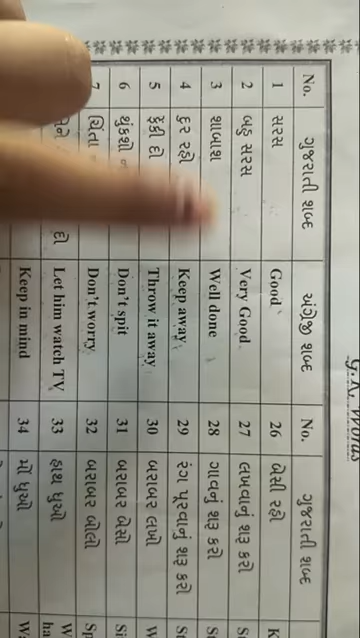 No. ગુજરાતી શબ્દ અંગ્રેજી શબ્દ No. ગુજરાતી શબ્દ
1 સરસ Good 26 બેસી રહો
2 બહુ સરસ Very Good 27 લખવાનું શરૂ કરો
3 શાબાશ Well done 28 ગાવાનું શરૂ કરો
4 દૂર રહો Keep away 29 રંગ પૂરવાનું શરૂ કરો
5 ફેંકી દો Throw it away 30 બરાબર લખો
6 થુંકશો Don't spit 31 બરાબર બેસો
7 ચિંતા Don't worry 32 બરાબર બોલો
દો Let him watch TV 33 હાથ ધુઓ
Keep in mind 34 મોં ધુઓ